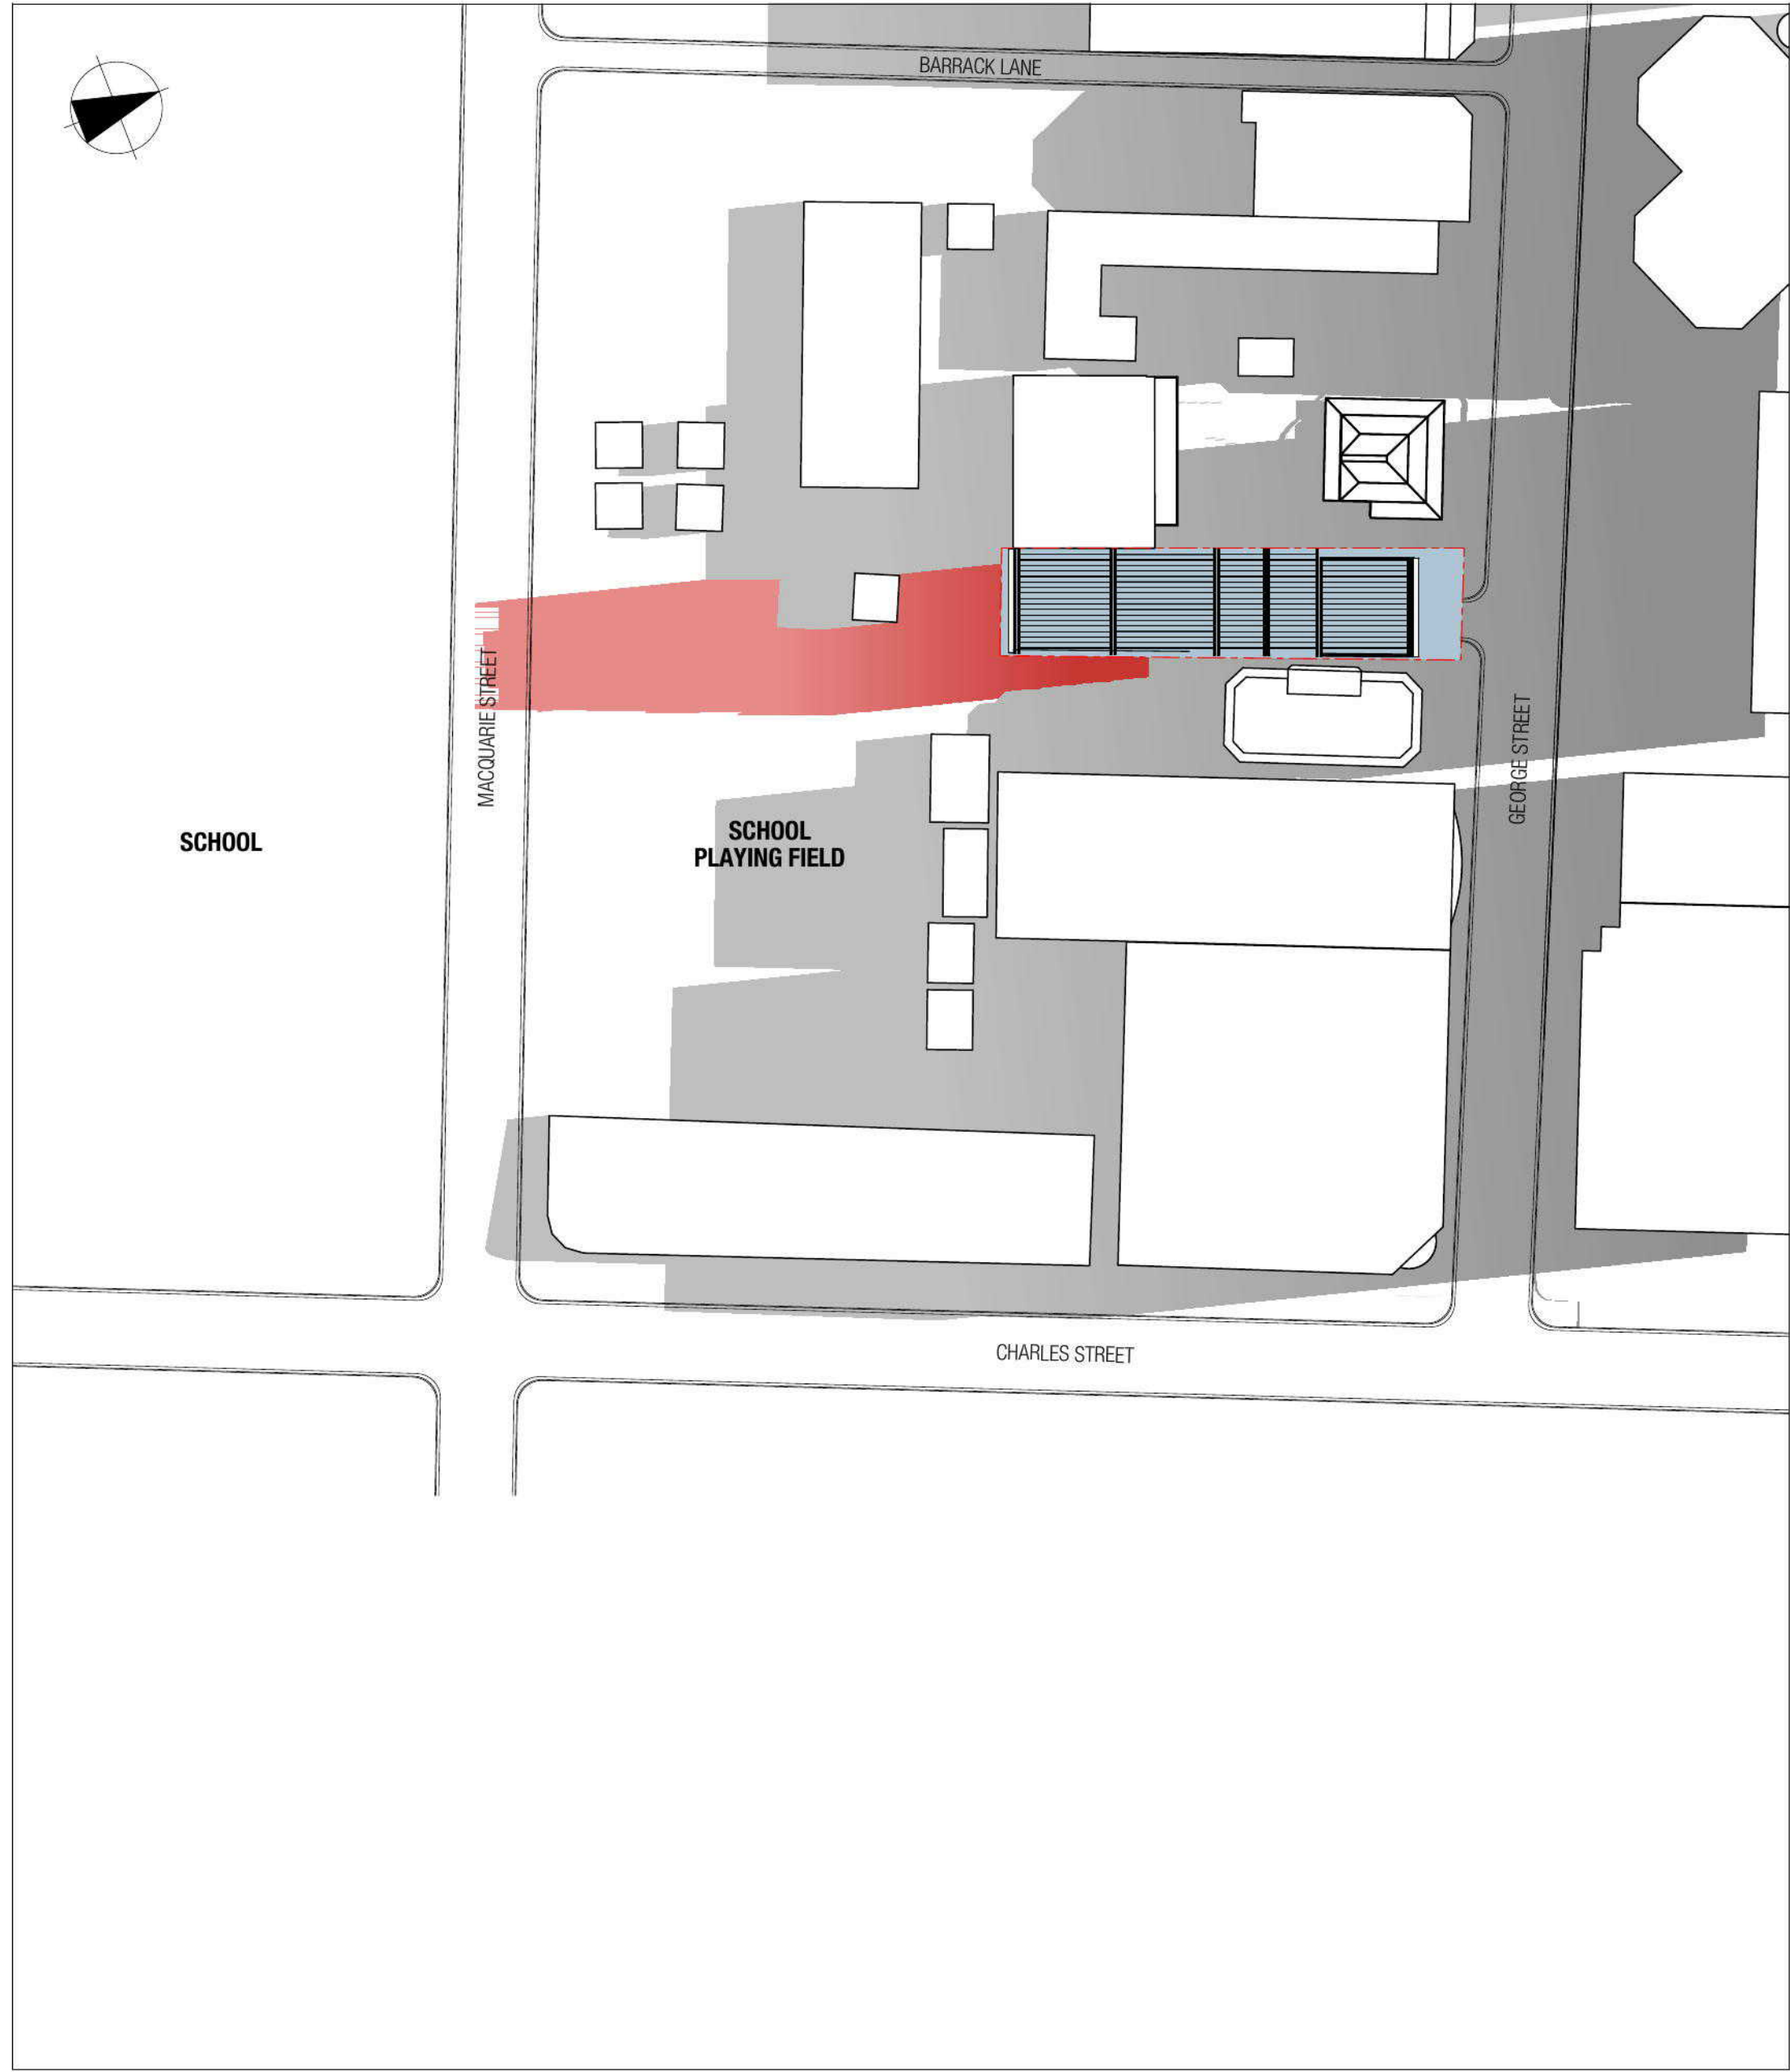 BARRACK LANE
MACQUARIE STREET
GEORGE STREET
SCHOOL
SCHOOL
PLAYING FIELD
CHARLES STREET